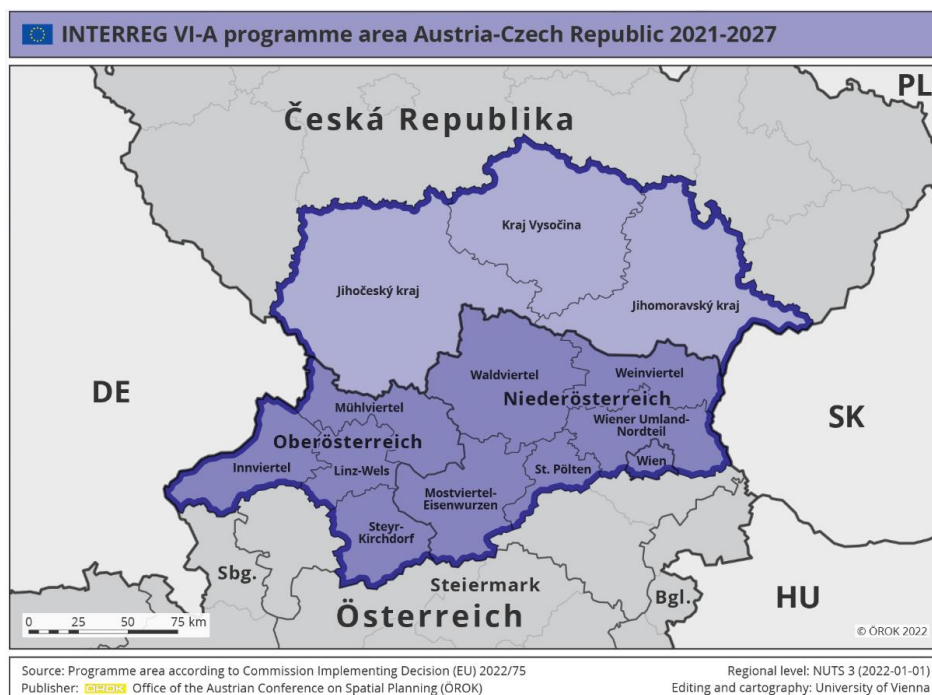 INTERREG VI-A programme area Austria-Czech Republic 2021-2027
PL
Česká Republika
Kraj Vysočina
Jihočeský kraj
Jihomoravský kraj
DE
Waldviertel
Weinviertel
Niederösterreich
Mühlviertel
Wiener Umland-
Nordteil
SK
Oberösterreich
Innviertel
Linz-Wels
St. Pölten
Wien
Mostviertel-
Eisenwurzen
Steyr-
Kirchdorf
Sbg.
Steiermark
Bgl.
HU
Österreich
0 25 50 75 km
© ÖROK 2022
Source: Programme area according to Commission Implementing Decision (EU) 2022/75
Regional level: NUTS 3 (2022-01-01)
Publisher: ÖROK Office of the Austrian Conference on Spatial Planning (ÖROK)
Editing and cartography: University of Vienna